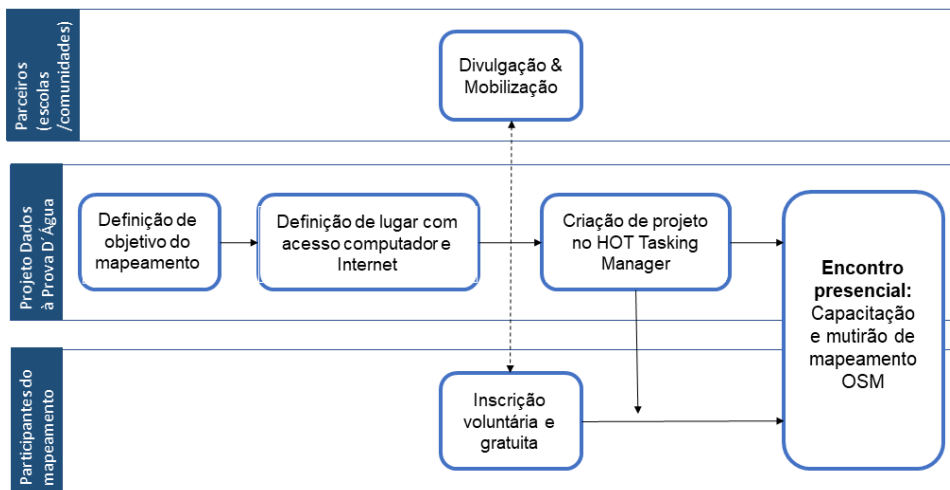 Parceiros
(escolas
/comunidades)
Divulgação &
Mobilização
Projeto Dados
à Prova D´Água
Definição de
objetivo do
mapeamento
Definição de lugar com
acesso computador e
Internet
Criação de projeto
no HOT Tasking
Manager
Encontro
presencial:
Capacitação
e mutirão de
mapeamento
OSM
Participantes do
mapeamento
Inscrição
voluntária e
gratuita